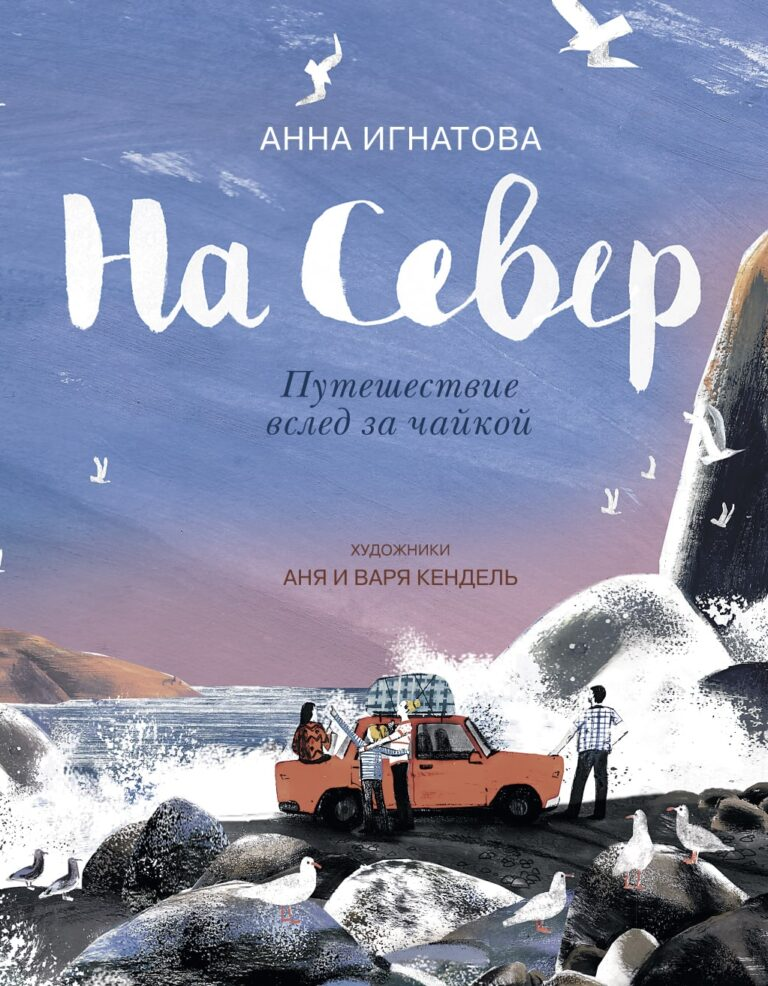 АННА ИГНАТОВА
На Север
Путешествие
вслед за чайкой
ХУДОЖНИКИ
АНЯ И ВАРЯ КЕНДЕЛЬ